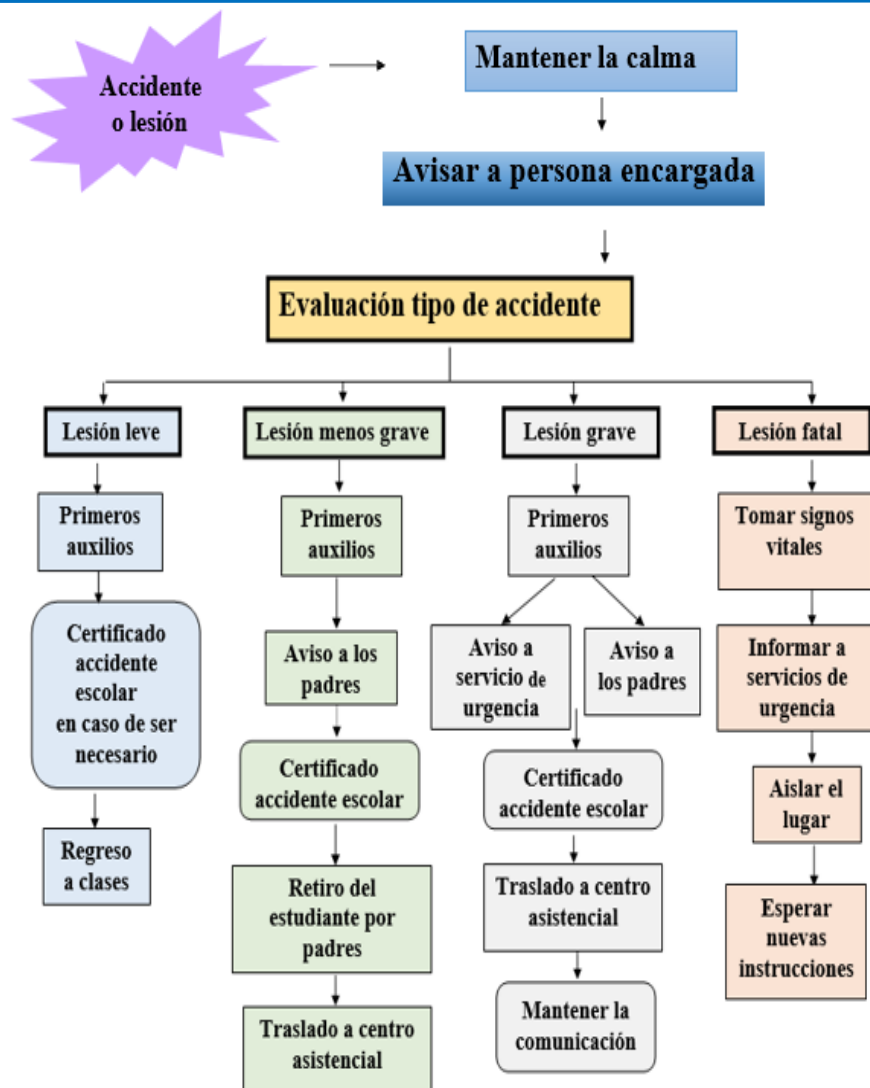 Accidente
o lesión
Mantener la calma
Avisar a persona encargada
Evaluación tipo de accidente
Lesión leve
Primeros
auxilios
Certificado
accidente
escolar
en caso de ser
necesario
Regreso
a clases
Lesión menos grave
Primeros
auxilios
Aviso a los
padres
Certificado
accidente escolar
Retiro del
estudiante por
padres
Traslado a centro
asistencial
Lesión grave
Primeros
auxilios
Aviso a
servicio de
urgencia
Aviso a
los padres
Certificado
accidente escolar
Traslado a centro
asistencial
Mantener la
comunicación
Lesión fatal
Tomar signos
vitales
Informar a
servicios de
urgencia
Aislar el
lugar
Esperar
nuevas
instrucciones